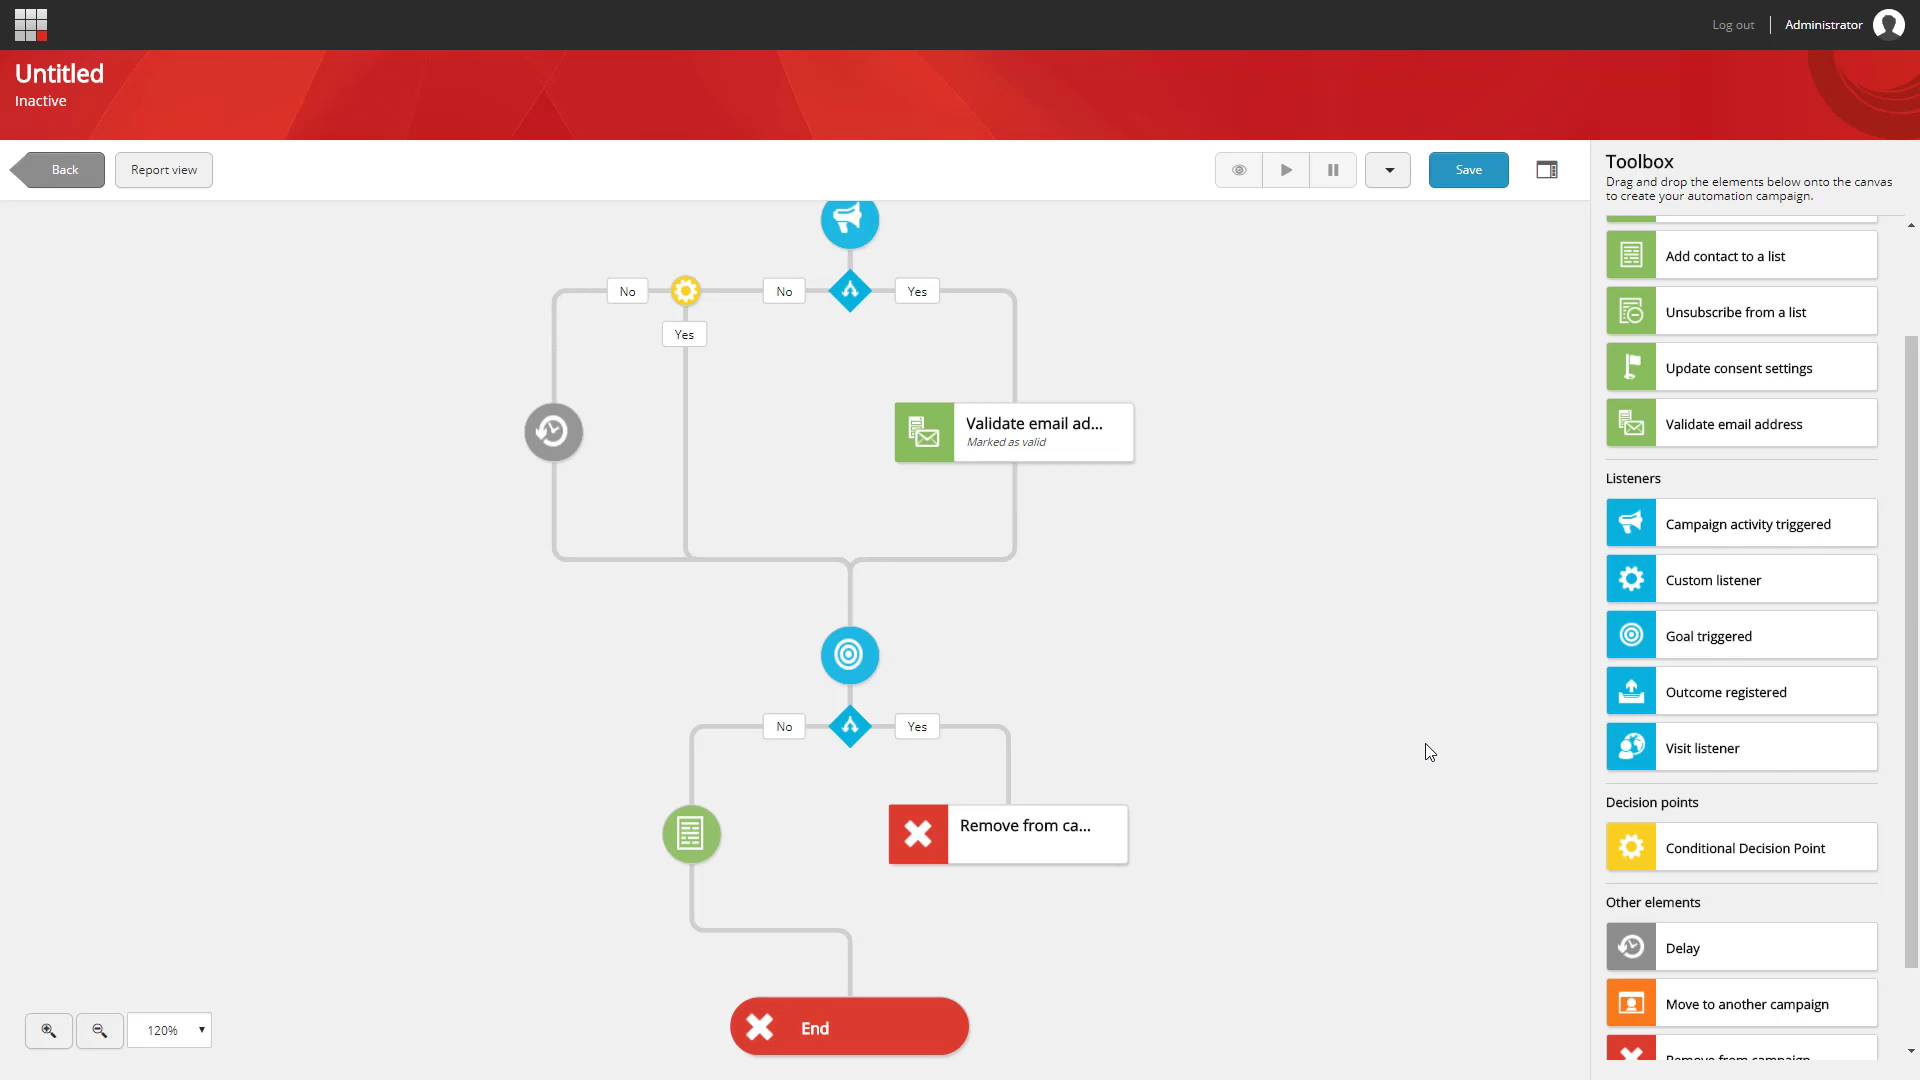 Log out
Administrator
Untitled
Inactive
Back
Report view
Save
Toolbox
Drag and drop the elements below onto the canvas
to create your automation campaign.
No
No
Yes
Yes
Validate email ad...
Marked as valid
No
Yes
Remove from ca...
End
120%
Add contact to a list
Unsubscribe from a list
Update consent settings
Validate email address
Listeners
Campaign activity triggered
Custom listener
Goal triggered
Outcome registered
Visit listener
Decision points
Conditional Decision Point
Other elements
Delay
Move to another campaign
Remove from campaign